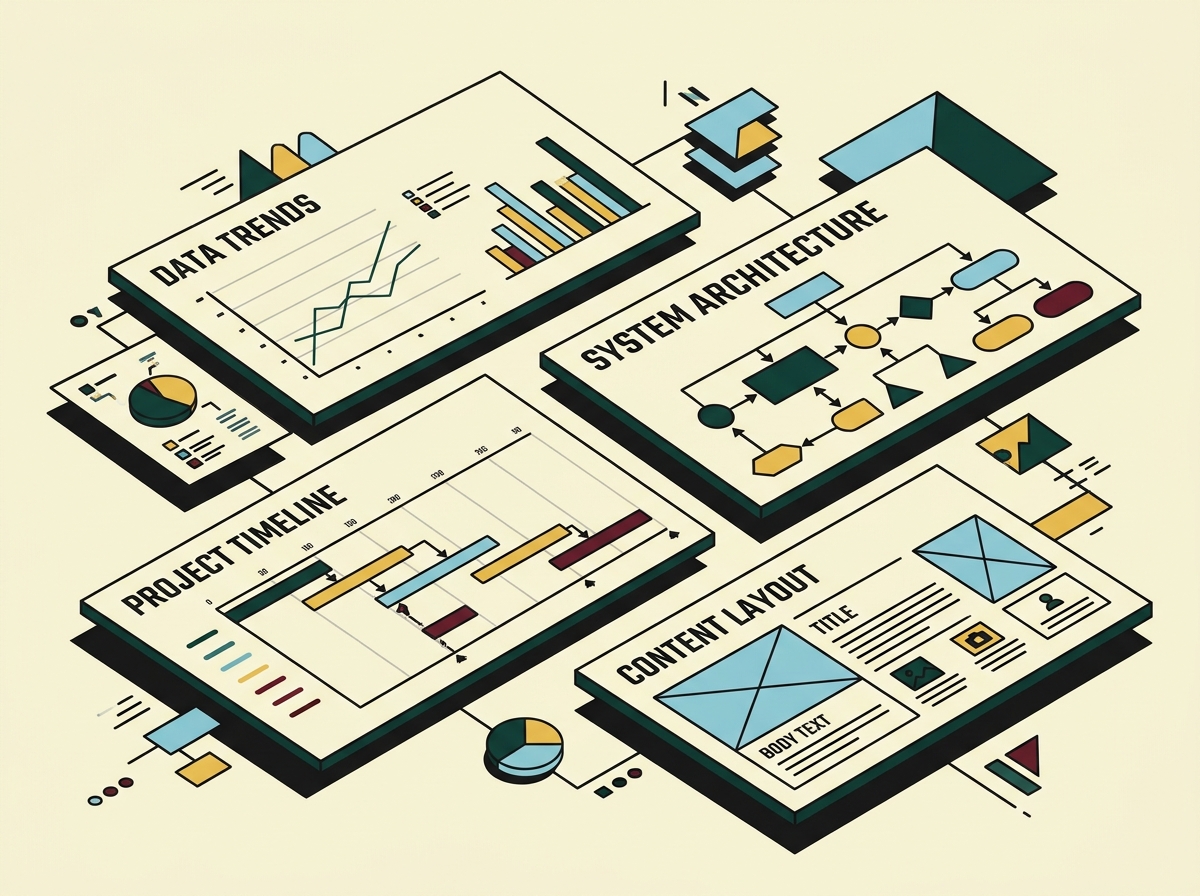 DATA TRENDS
SYSTEM ARCHITECTURE
PROJECT TIMELINE
CONTENT LAYOUT
TITLE
BODY TEXT